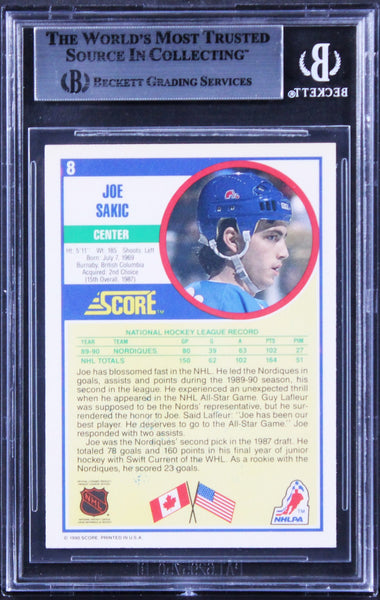 THE WORLD'S MOST TRUSTED
SOURCE IN COLLECTING™
BECKETT GRADING SERVICES
BECKETT
8
JOE
SAKIC
CENTER
Ht: 5'11" Wt: 185 Shoots: Left
Born: July 7, 1969
Burnaby, British Columbia
Acquired: 2nd Choice
(15th Overall, 1987)
SCORE™
NATIONAL HOCKEY LEAGUE RECORD
YEAR TEAM GP G A PTS PIM
89-90 NORDIQUES 80 39 63 102 27
NHL TOTALS 150 62 102 164 51
Joe has blossomed fast in the NHL. He led the Nordiques in
goals, assists and points during the 1989-90 season, his
second in the league. He experienced an unexpected thrill
when he appeared in the NHL All-Star Game. Guy Lafleur
was supposed to be the Nords' representative, but he sur-
rendered the honor to Joe. Said Lafleur: "Joe has been our
best player. He deserves to go to the All-Star Game." Joe
responded with two assists.
Joe was the Nordiques' second pick in the 1987 draft. He
totaled 78 goals and 160 points in his final year of junior
hockey with Swift Current of the WHL. As a rookie with the
Nordiques, he scored 23 goals.
NHL
NHLPA
TM
© 1990 SCORE, PRINTED IN U.S.A.